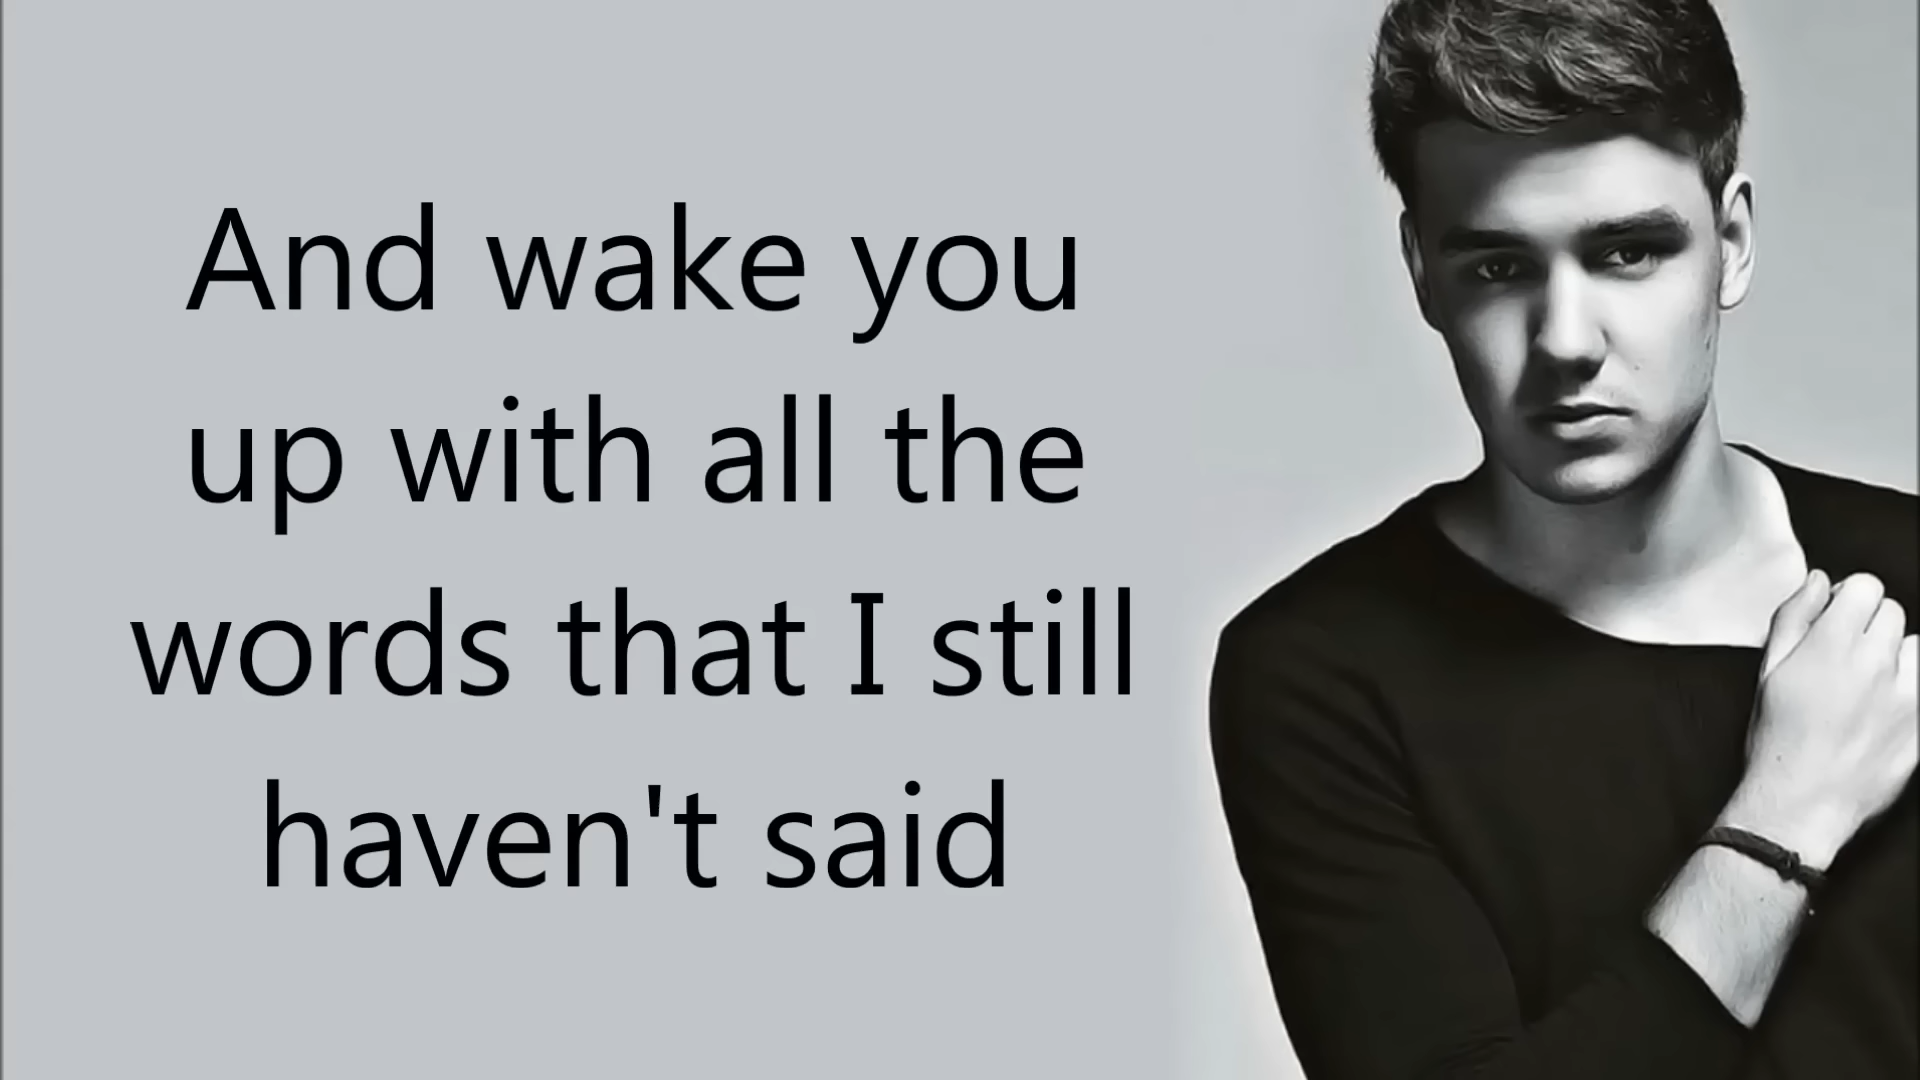 And wake you
up with all the
words that I still
haven't said